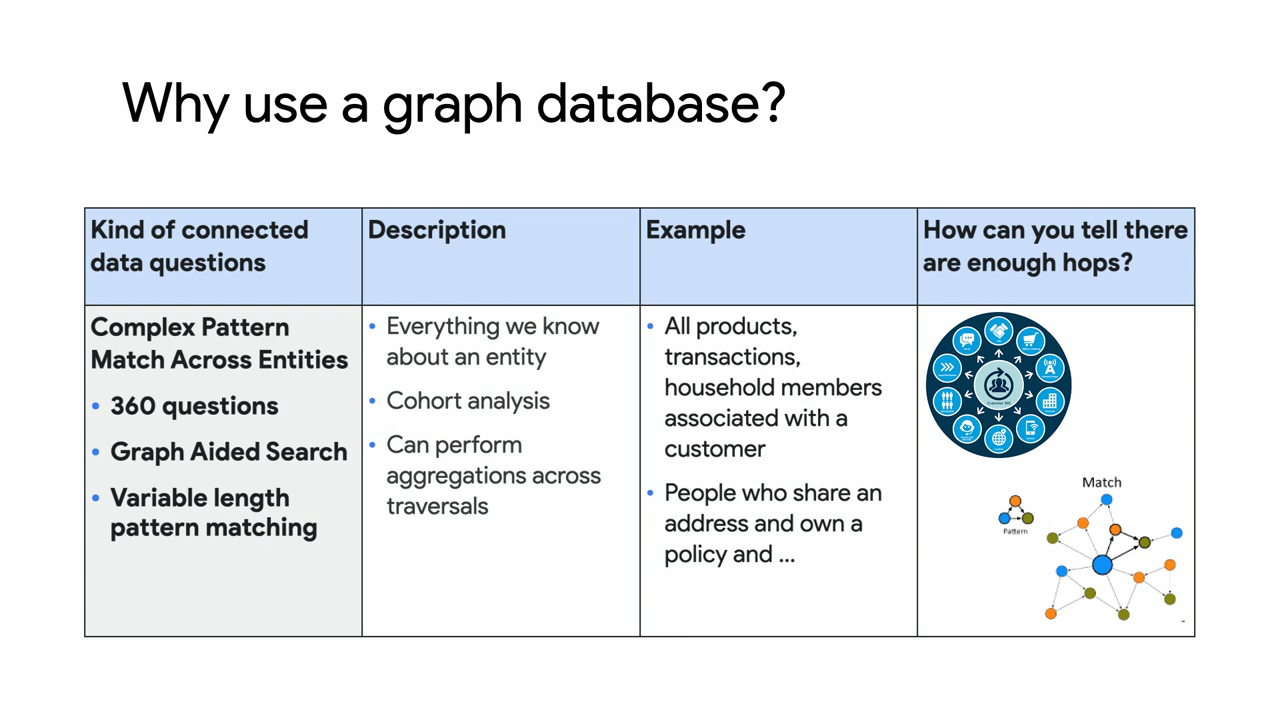 Why use a graph database?
Kind of connected
data questions
Description
Example
How can you tell there
are enough hops?
Complex Pattern
Match Across Entities
• 360 questions
• Graph Aided Search
• Variable length
pattern matching
• Everything we know
about an entity
• Cohort analysis
• Can perform
aggregations across
traversals
• All products,
transactions,
household members
associated with a
customer
• People who share an
address and own a
policy and ...
Customer 360
Match
Pattern